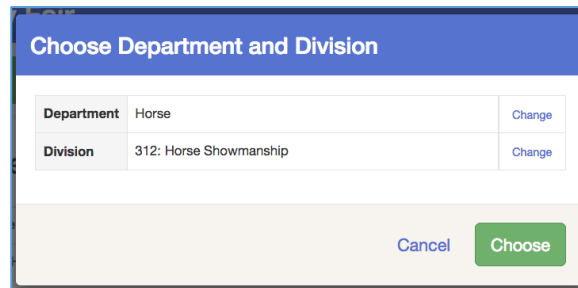 Choose Department and Division
Department Horse Change
Division 312: Horse Showmanship Change
Cancel Choose